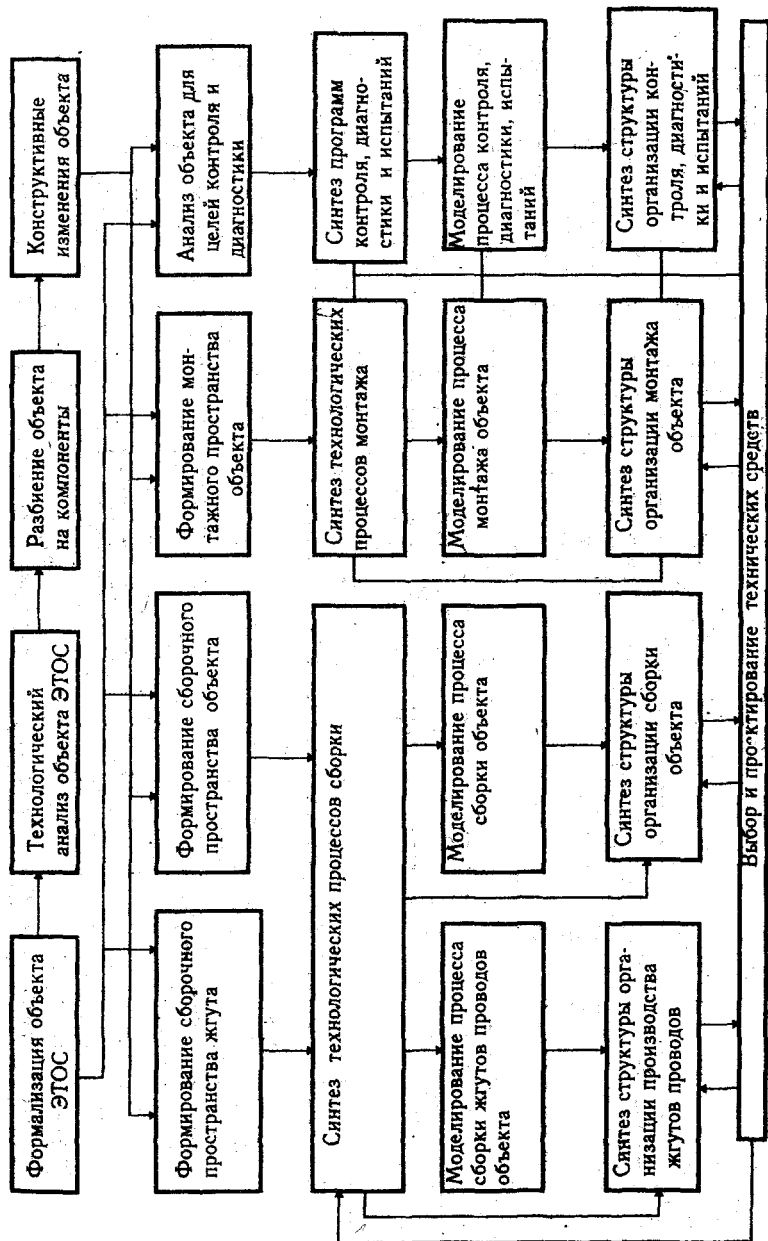 Формализация объекта
ЭТОС
Технологический
анализ объекта ЭТОС
Разбиение объекта
на компоненты
Конструктивные
изменения объекта
Формирование сборочного
пространства жгута
Формирование сборочного
пространства объекта
Формирование мон-
тажного пространства
объекта
Анализ объекта для
целей контроля и
диагностики
Синтез технологических процессов сборки
Синтез технологических
процессов монтажа
Синтез программ
контроля, диагно-
стики и испытаний
Моделирование процесса
сборки жгутов проводов
объекта
Моделирование процесса
сборки объекта
Моделирование процесса
монтажа объекта
Моделирование
процесса контроля,
диагностики, испы-
таний
Синтез структуры орга-
низации производства
жгутов проводов
Синтез структуры
организации сборки
объекта
Синтез структуры
организации монтажа
объекта
Синтез структуры
организации кон-
троля, диагности-
ки и испытаний
Выбор и проектирование технических средств